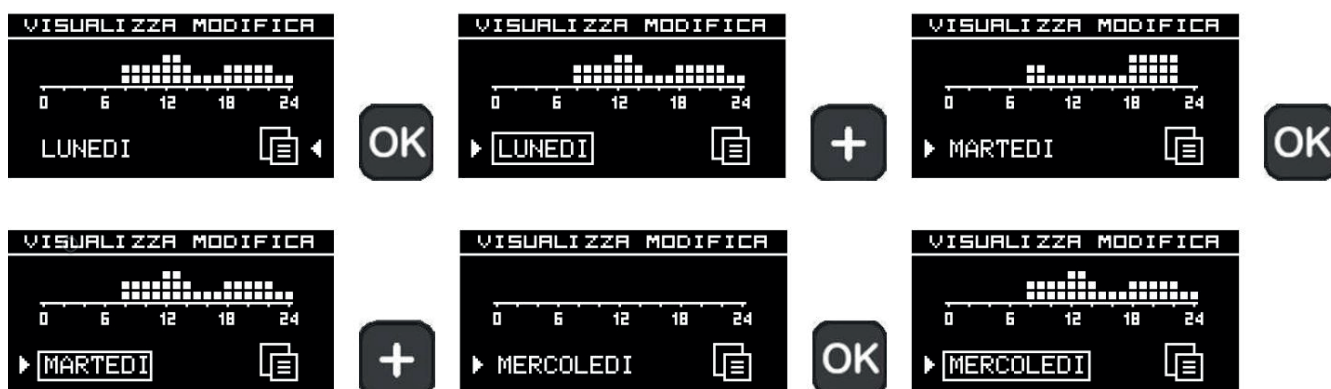 VISUALIZZA MODIFICA
0 6 12 18 24
LUNEDI
OK
VISUALIZZA MODIFICA
0 6 12 18 24
LUNEDI
+
VISUALIZZA MODIFICA
0 6 12 18 24
MARTEDI
OK
VISUALIZZA MODIFICA
0 6 12 18 24
MARTEDI
+
VISUALIZZA MODIFICA
0 6 12 18 24
MERCOLEDI
OK
VISUALIZZA MODIFICA
0 6 12 18 24
MERCOLEDI